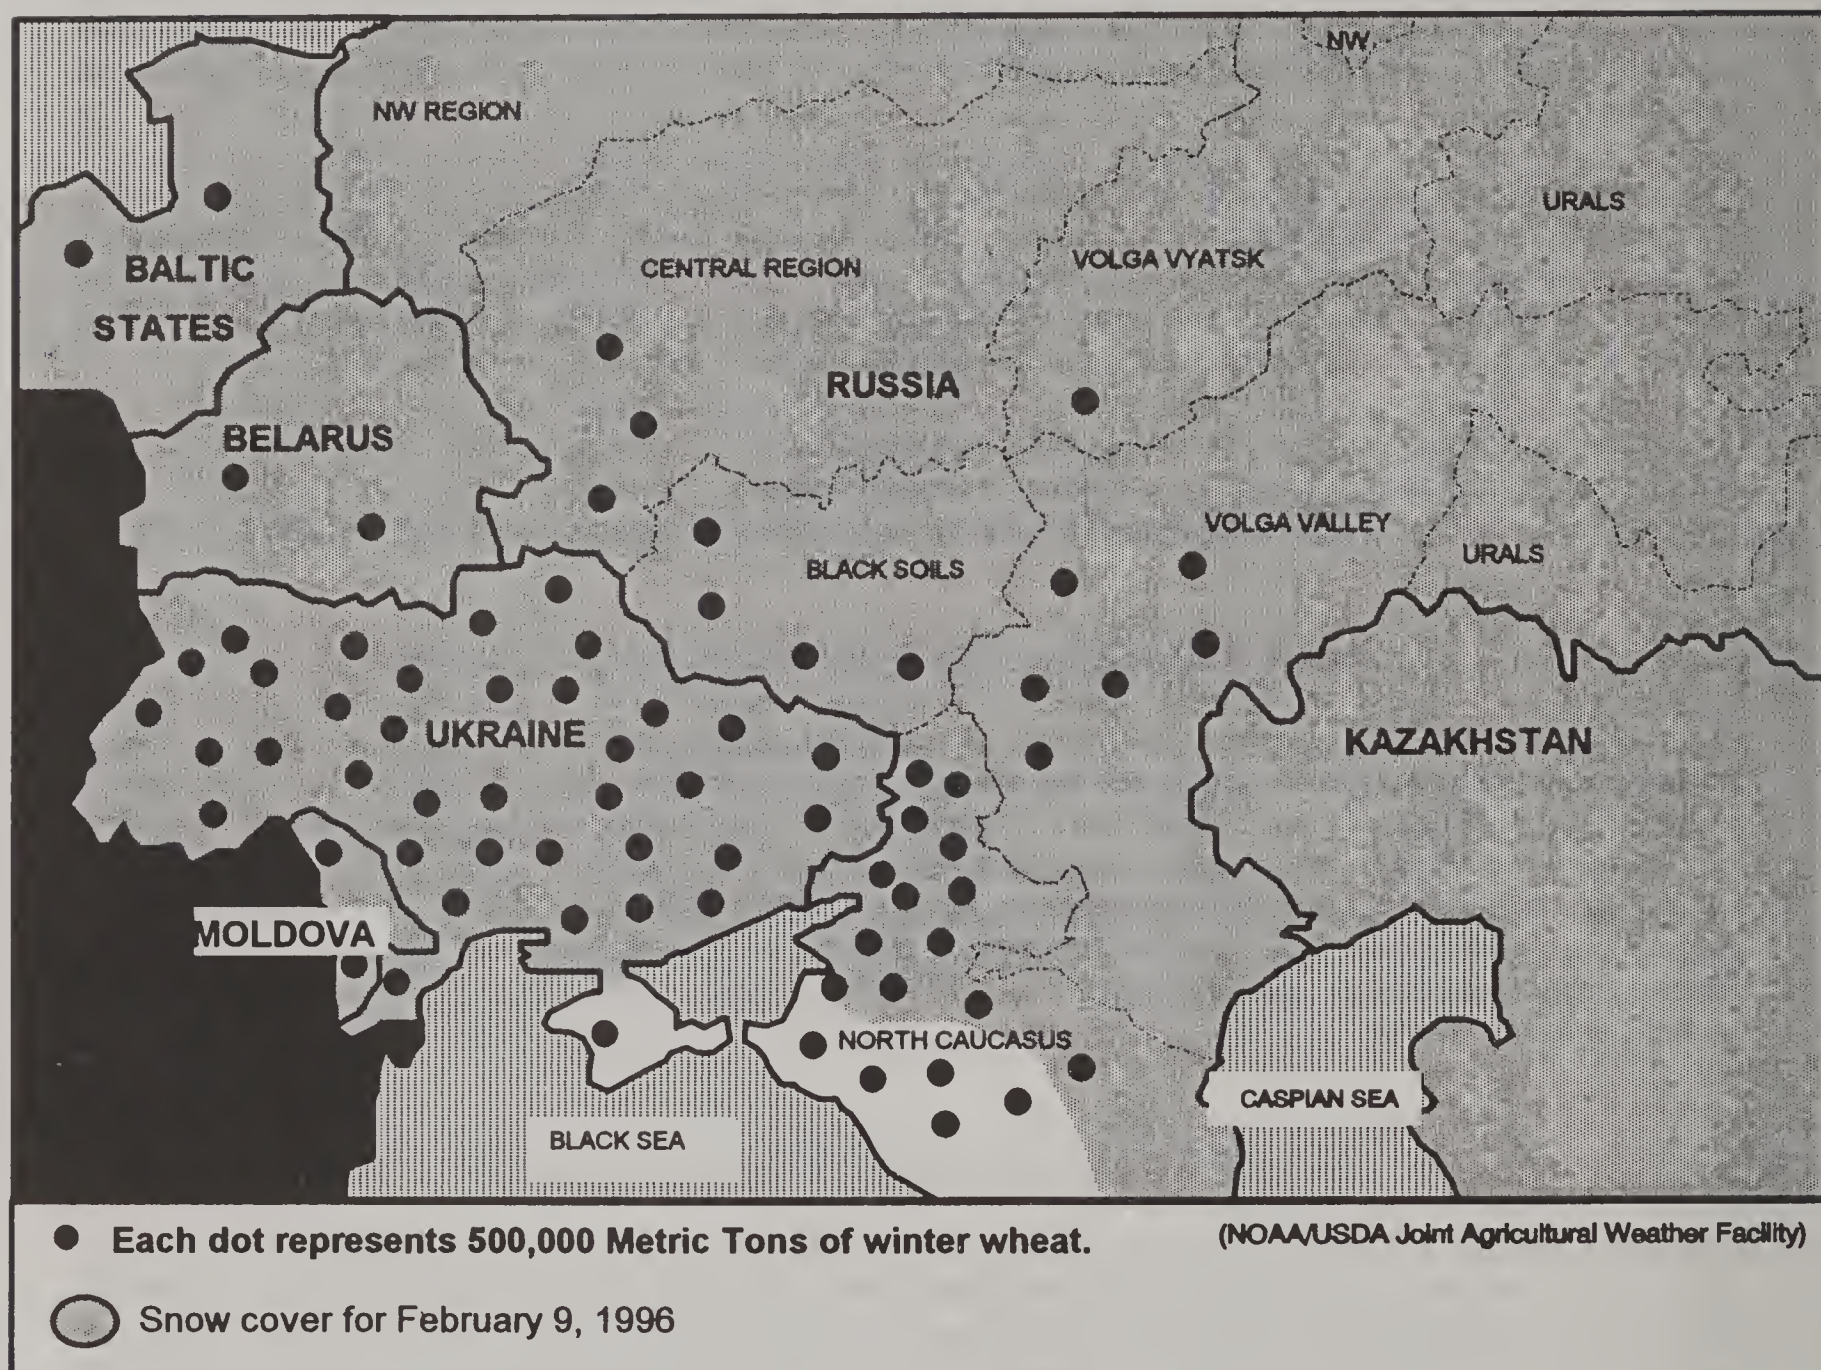 NW
NW REGION
URALS
BALTIC
STATES
CENTRAL REGION
VOLGA VYATSK
RUSSIA
BELARUS
VOLGA VALLEY
URALS
BLACK SOILS
UKRAINE
KAZAKHSTAN
MOLDOVA
NORTH CAUCASUS
CASPIAN SEA
BLACK SEA
Each dot represents 500,000 Metric Tons of winter wheat.
(NOAA/USDA Joint Agricultural Weather Facility)
Snow cover for February 9, 1996